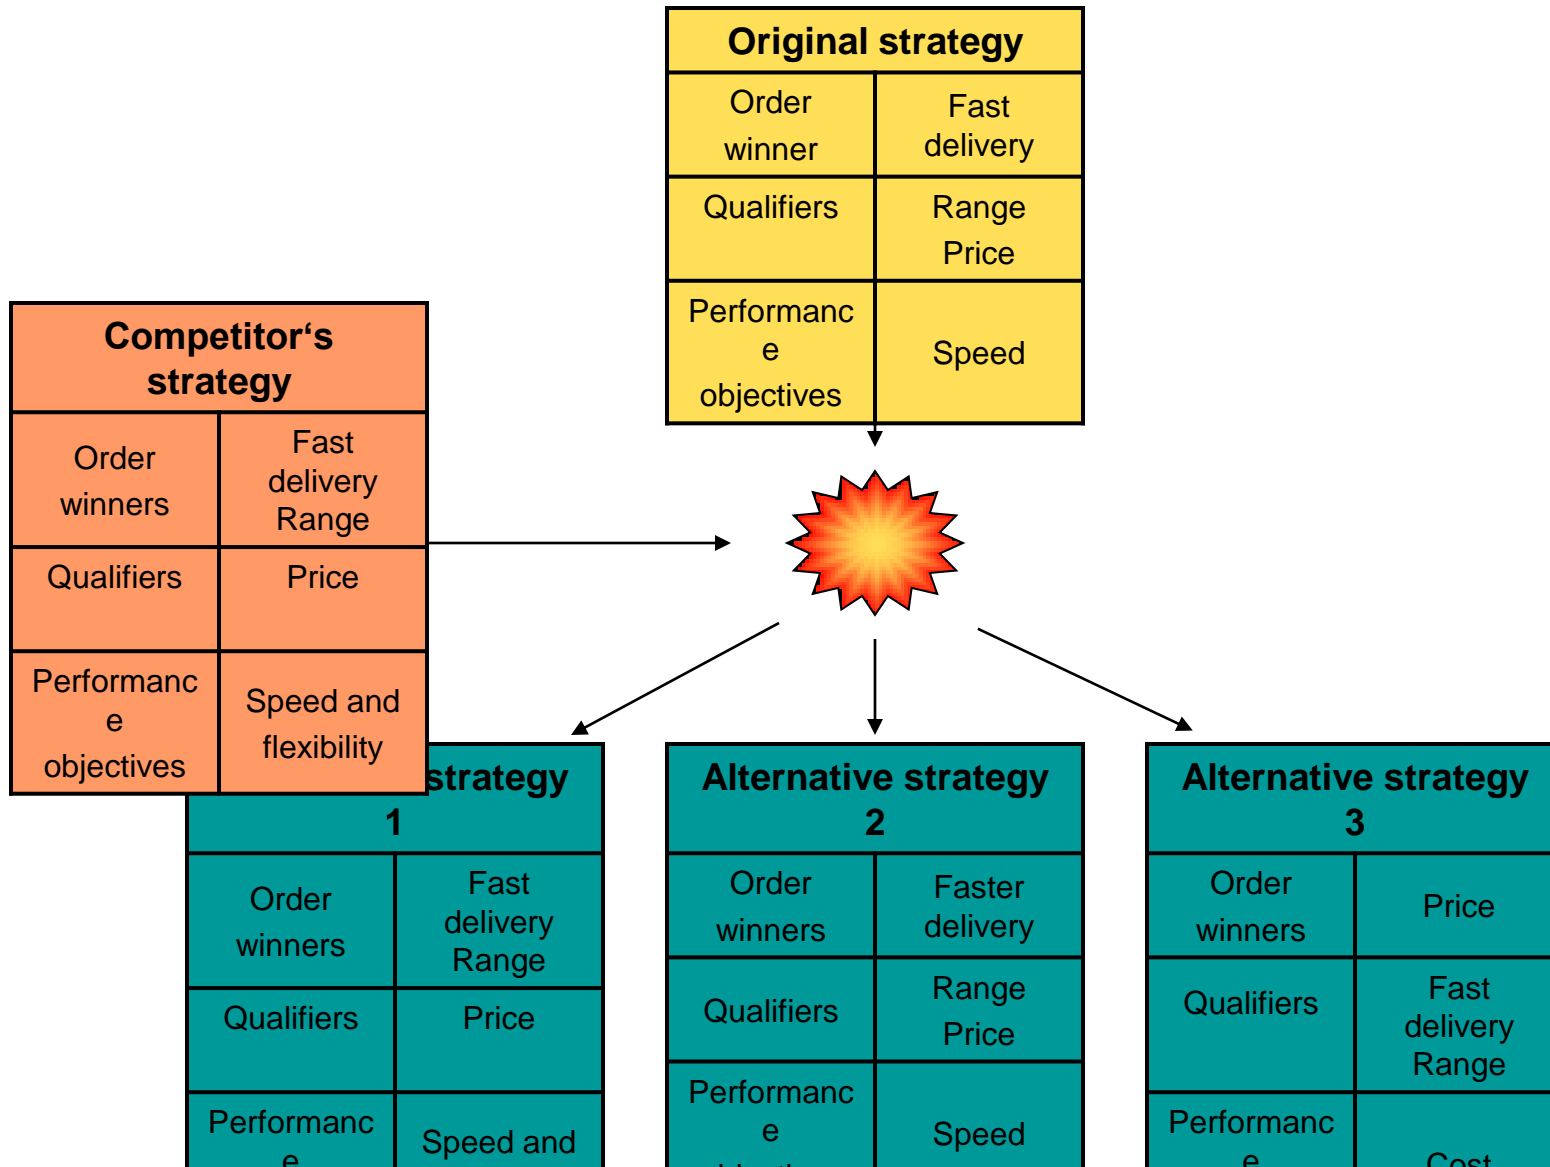 Original strategy
Order
winner
Fast
delivery
Qualifiers
Range
Price
Performanc
e
objectives
Speed
Competitor‘s
strategy
Order
winners
Fast
delivery
Range
Qualifiers
Price
Performanc
e
objectives
Speed and
flexibility
strategy
1
Order
winners
Fast
delivery
Range
Qualifiers
Price
Performanc
e
Speed and
Alternative strategy
2
Order
winners
Faster
delivery
Qualifiers
Range
Price
Performanc
e
Speed
Alternative strategy
3
Order
winners
Price
Qualifiers
Fast
delivery
Range
Performanc
e
Cost